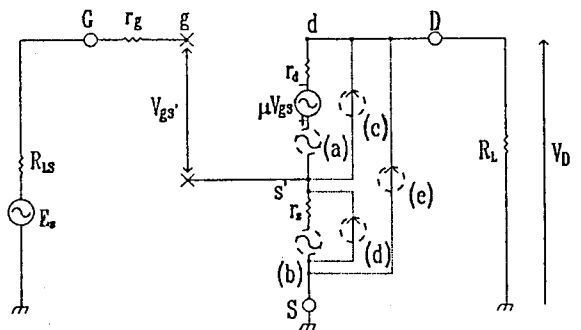 G
r_g
g
d
D
r_d
μV_gs
V_gs'
(a)
(c)
R_LS
s'
(e)
R_L
V_D
r_s
E_s
(b)
(d)
S